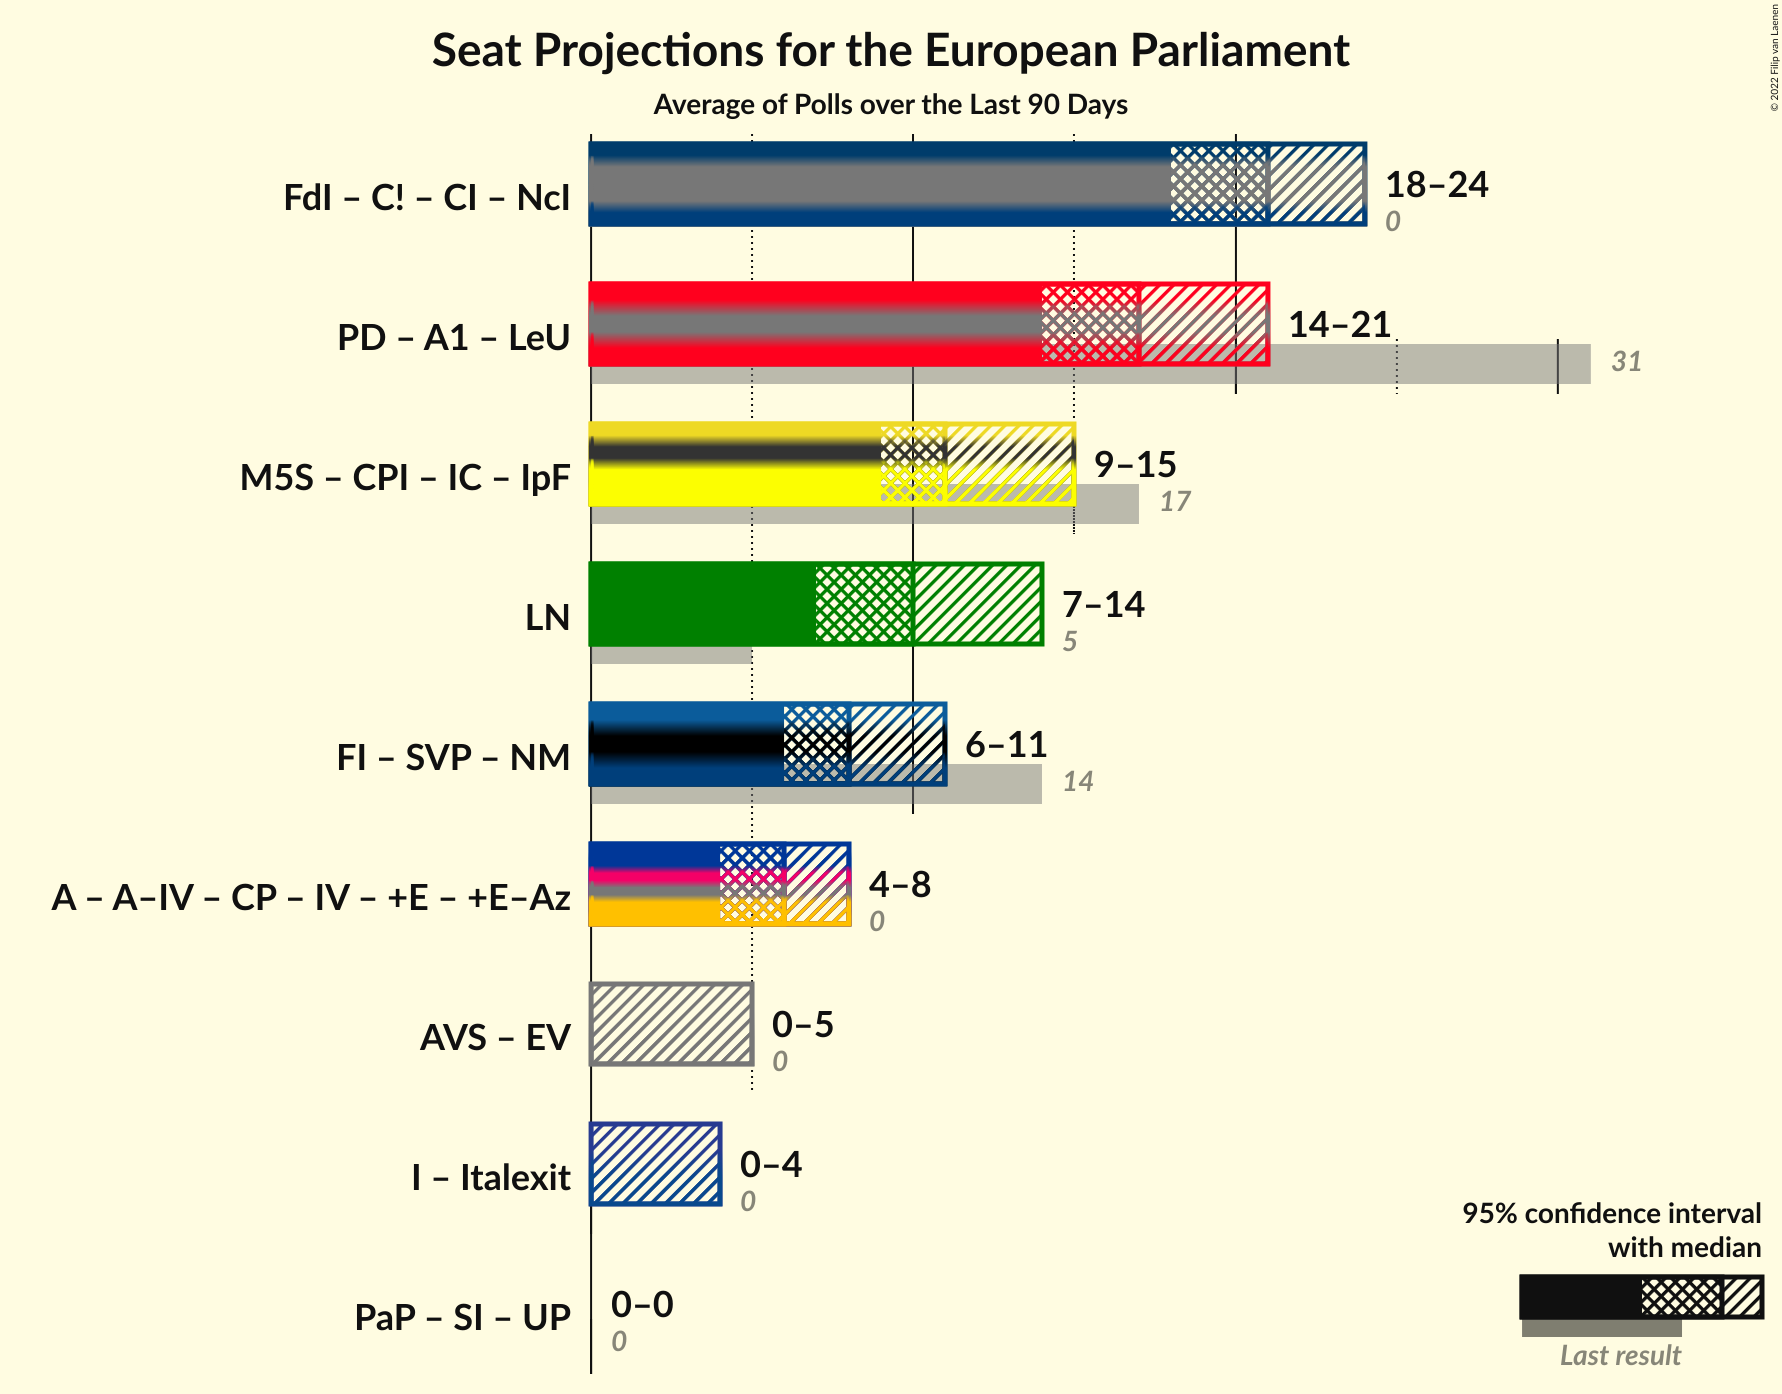 Seat Projections for the European Parliament
Average of Polls over the Last 90 Days
© 2022 Filip van Laenen
FdI – C! – CI – NcI
18–24
0
PD – A1 – LeU
14–21
31
M5S – CPI – IC – IpF
9–15
17
LN
7–14
5
FI – SVP – NM
6–11
14
A – A–IV – CP – IV – +E – +E–Az
4–8
0
AVS – EV
0–5
0
I – Italexit
0–4
0
PaP – SI – UP
0–0
0
95% confidence interval
with median
Last result